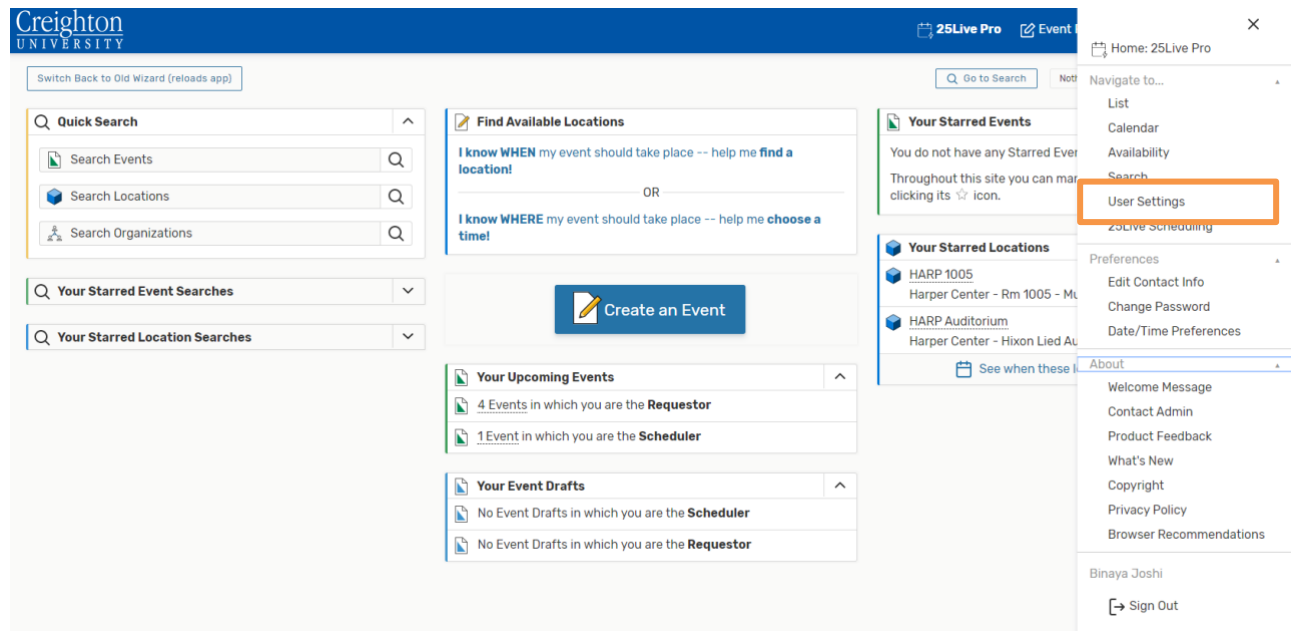 Creighton
UNIVERSITY
25Live Pro
Event
Switch Back to Old Wizard (reloads app)
Go to Search
Quick Search
Search Events
Search Locations
Search Organizations
Your Starred Event Searches
Your Starred Location Searches
Find Available Locations
I know WHEN my event should take place -- help me find a
location!
OR
I know WHERE my event should take place -- help me choose a
time!
Create an Event
Your Upcoming Events
4 Events in which you are the Requestor
1 Event in which you are the Scheduler
Your Event Drafts
No Event Drafts in which you are the Scheduler
No Event Drafts in which you are the Requestor
Your Starred Events
You do not have any Starred
Throughout this site you can
clicking its ☆ icon.
Your Starred Locations
HARP 1005
Harper Center - Rm 1005 -
HARP Auditorium
Harper Center - Hixon Lied
See when these
Home: 25Live Pro
Navigate to...
List
Calendar
Availability
Search
User Settings
25Live Scheduling
Preferences
Edit Contact Info
Change Password
Date/Time Preferences
About
Welcome Message
Contact Admin
Product Feedback
What's New
Copyright
Privacy Policy
Browser Recommendations
Binaya Joshi
Sign Out